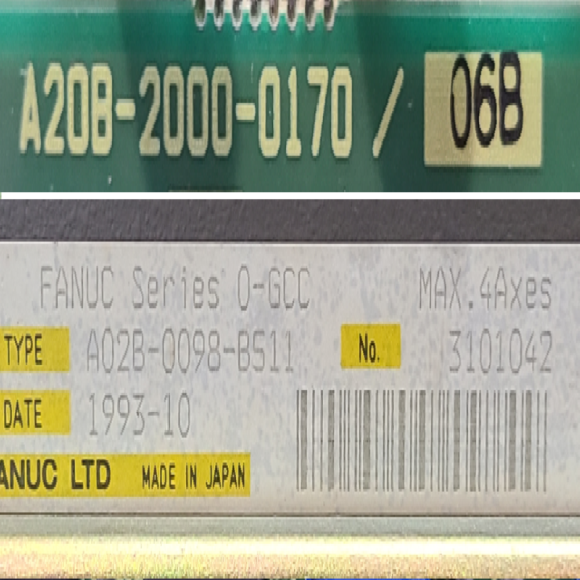 A20B-2000-0170 / 06B
FANUC Series 0-GCC MAX.4Axes
TYPE A02B-0098-B511 No. 3101042
DATE 1993-10
ANUC LTD MADE IN JAPAN